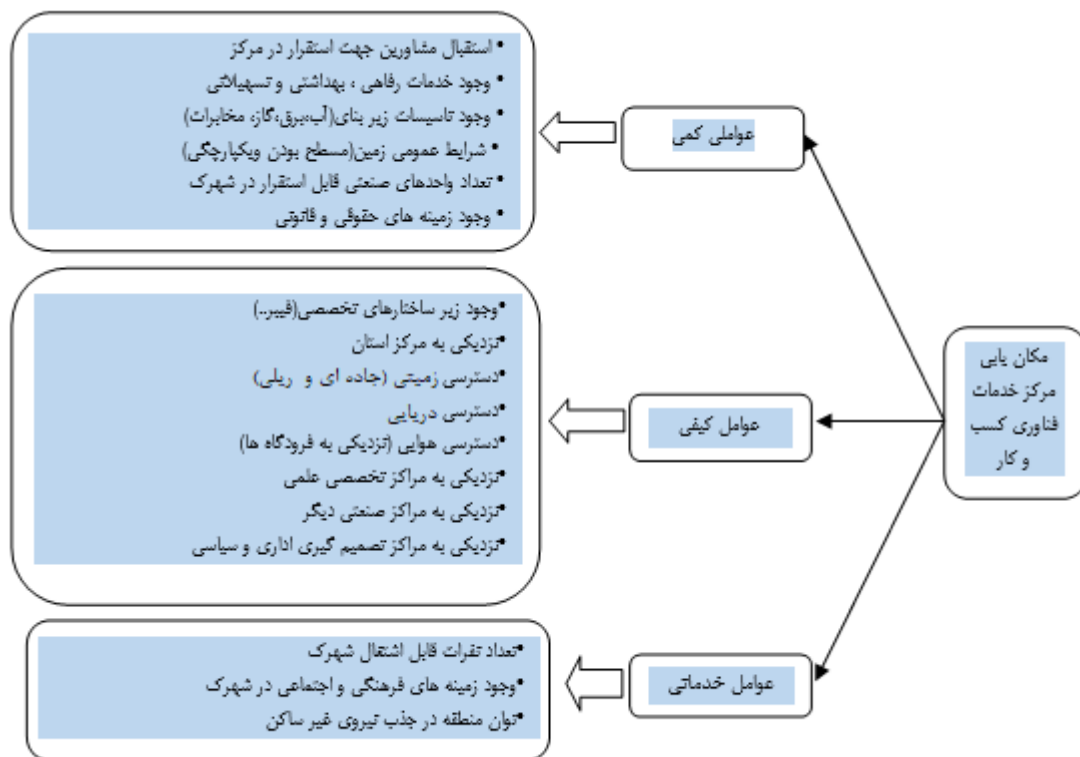 مکان یابی
مرکز خدمات
فناوری کسب
و کار
عواملی کمی
• استقبال مشاورین جهت استقرار در مرکز
• وجود خدمات رفاهی ، بهداشتی و تسهیلاتی
• وجود تاسیسات زیر بنای(آب،برق،گاز، مخابرات)
• شرایط عمومی زمین(مسطح بودن ویکپارچگی)
• تعداد واحدهای صنعتی قابل استقرار در شهرک
• وجود زمینه های حقوقی و قانونی
عوامل کیفی
•وجود زیر ساختارهای تخصصی(فیبر..)
•نزدیکی به مرکز استان
•دسترسی زمینی (جاده ای و ریلی)
•دسترسی دریایی
•دسترسی هوایی (نزدیکی به فرودگاه ها)
•نزدیکی به مراکز تخصصی علمی
•نزدیکی به مراکز صنعتی دیگر
•نزدیکی به مراکز تصمیم گیری اداری و سیاسی
عوامل خدماتی
•تعداد نفرات قابل اشتغال شهرک
•وجود زمینه های فرهنگی و اجتماعی در شهرک
•توان منطقه در جذب نیروی غیر ساکن